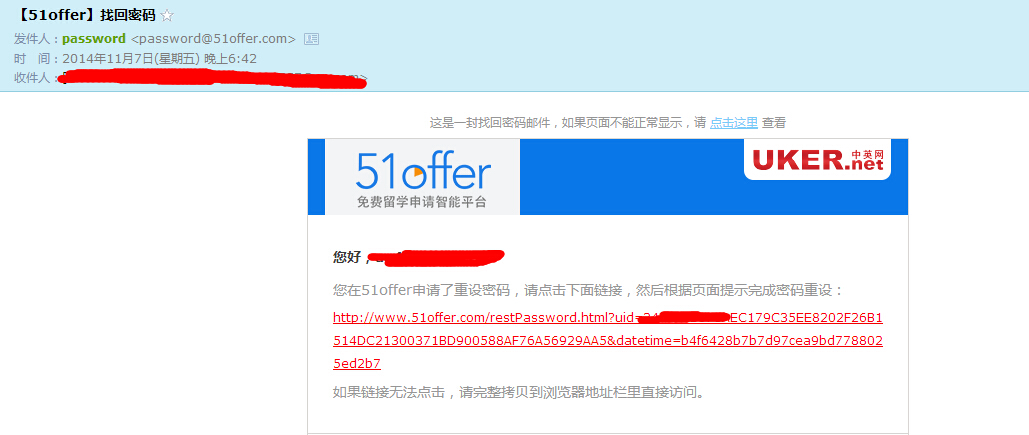 【51offer】找回密码
发件人：password <password@51offer.com>
时 间：2014年11月7日(星期五) 晚上6:42
收件人：
这是一封找回密码邮件，如果页面不能正常显示，请 点击这里 查看
51offer
免费留学申请智能平台
UKER.net 中英网
您好，
您在51offer申请了重设密码，请点击下面链接，然后根据页面提示完成密码重设：
http://www.51offer.com/restPassword.html?uid= EC179C35EE8202F26B1
514DC21300371BD900588AF76A56929AA5&datetime=b4f6428b7b7d97cea9bd778802
5ed2b7
如果链接无法点击，请完整拷贝到浏览器地址栏里直接访问。